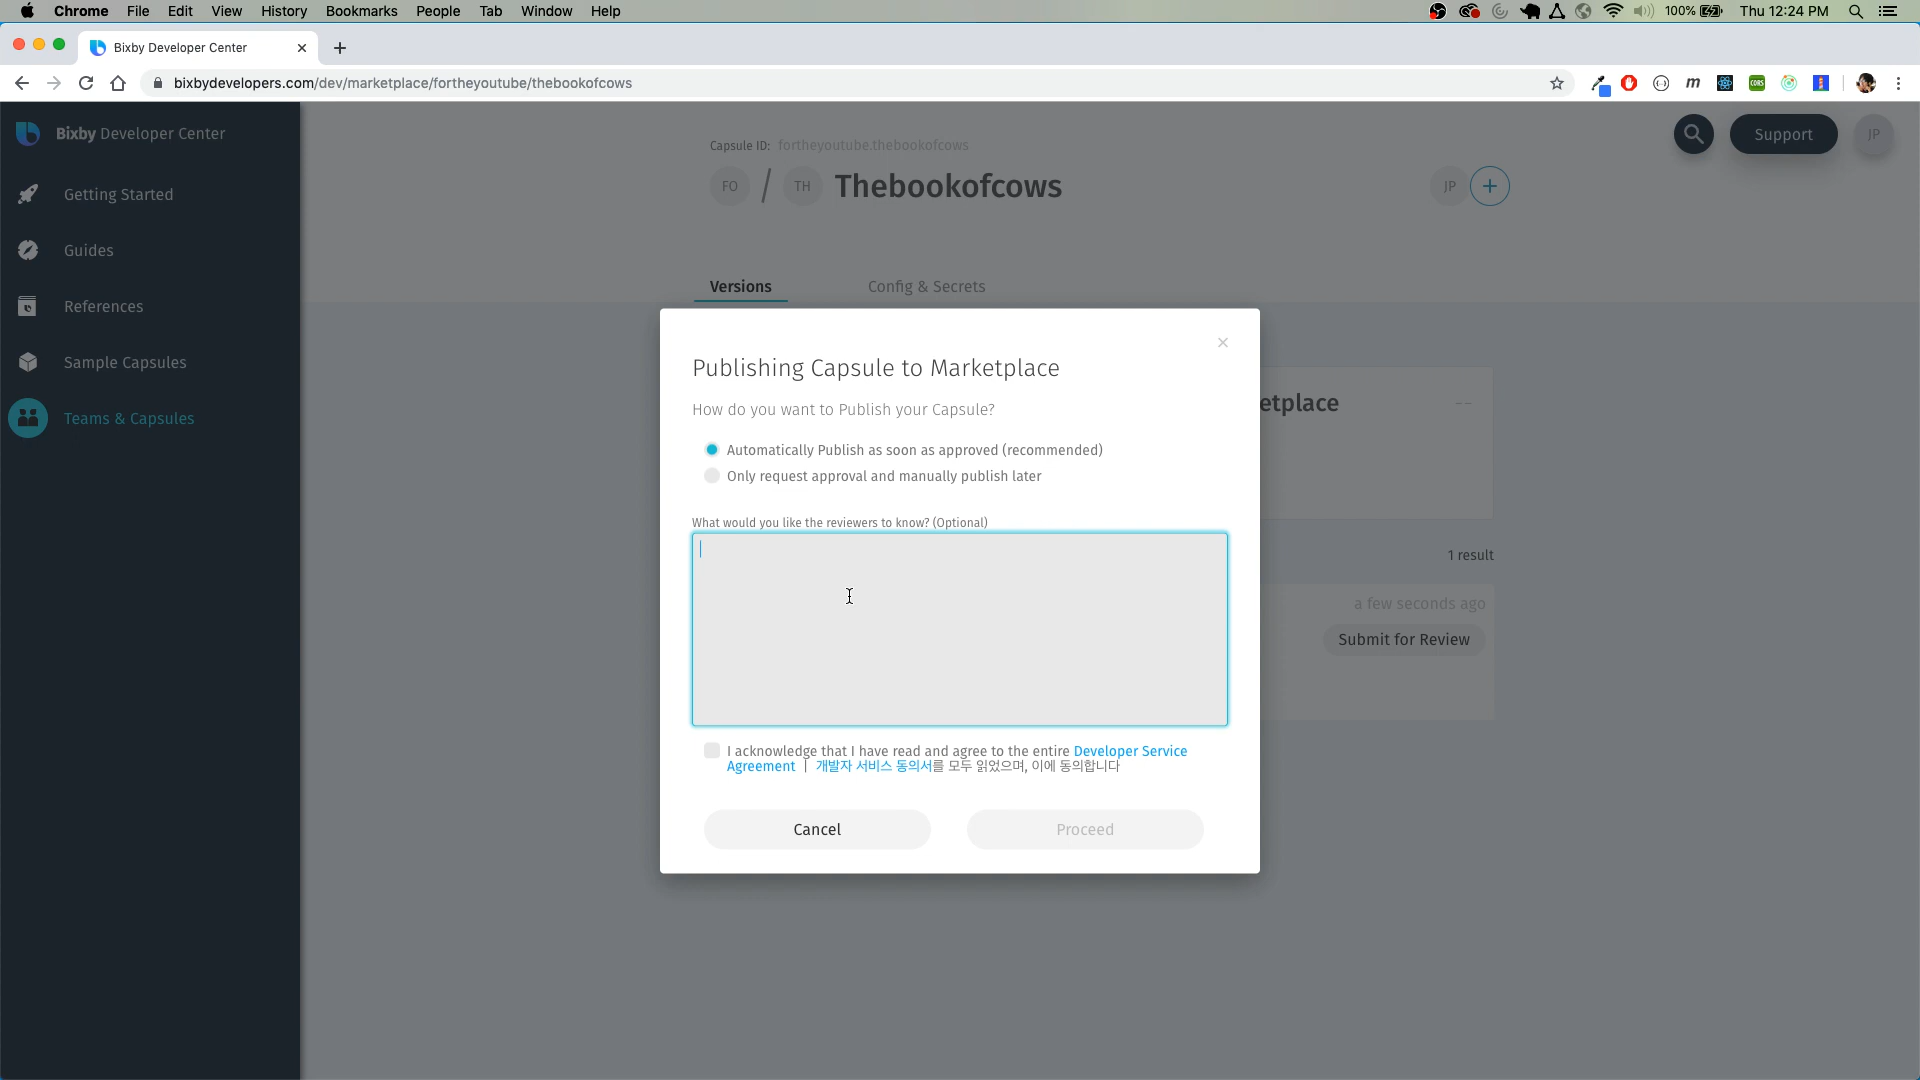 Chrome File Edit View History Bookmarks People Tab Window Help 100% Thu 12:24 PM
Bixby Developer Center
bixbydevelopers.com/dev/marketplace/fortheyoutube/thebookofcows
Bixby Developer Center
Getting Started
Guides
References
Sample Capsules
Teams & Capsules
Capsule ID: fortheyoutube.thebookofcows
FO / TH Thebookofcows
JP +
Support
JP
Versions Config & Secrets
Publishing Capsule to Marketplace
How do you want to Publish your Capsule?
Automatically Publish as soon as approved (recommended)
Only request approval and manually publish later
What would you like the reviewers to know? (Optional)
I acknowledge that I have read and agree to the entire Developer Service
Agreement | 개발자 서비스 동의서를 모두 읽었으며, 이에 동의합니다
Cancel Proceed
etplace --
1 result
a few seconds ago
Submit for Review